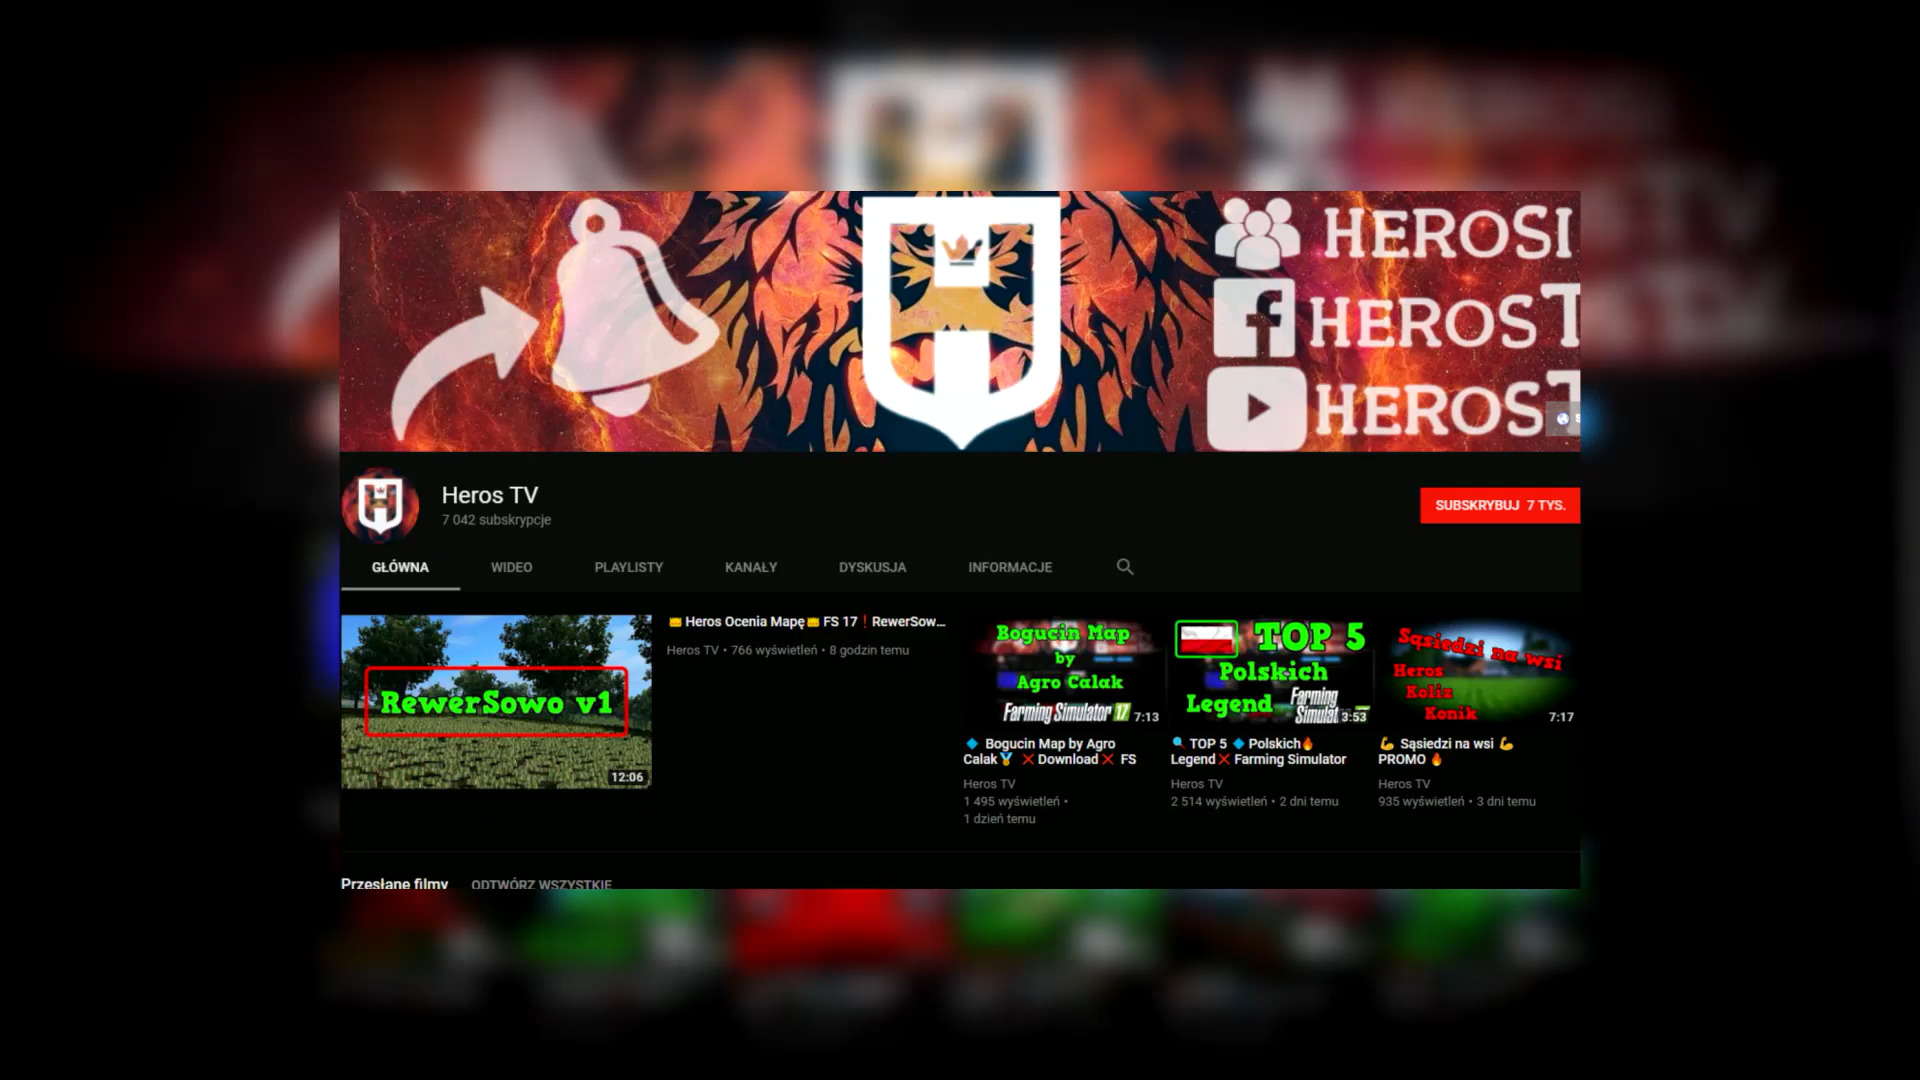 HEROSI
HEROST
HEROST
Heros TV
7 042 subskrypcje
SUBSKRYBUJ 7 TYS.
GŁÓWNA
WIDEO
PLAYLISTY
KANAŁY
DYSKUSJA
INFORMACJE
RewerSowo v1
12:06
👑 Heros Ocenia Mapę 👑 FS 17 ❗ RewerSow...
Heros TV • 766 wyświetleń • 8 godzin temu
Bogucin Map
by
Agro Calak
Farming Simulator 17
7:13
🔷 Bogucin Map by Agro
Calak 🏅 ❌ Download ❌ FS
Heros TV
1 495 wyświetleń •
1 dzień temu
TOP 5
Polskich
Legend
Farming
Simulat
3:53
🔍 TOP 5 🔷 Polskich 🔥
Legend ❌ Farming Simulator
Heros TV
2 514 wyświetleń • 2 dni temu
Sąsiedzi na wsi
Heros
Koliz
Konik
7:17
💪 Sąsiedzi na wsi 💪
PROMO 🔥
Heros TV
935 wyświetleń • 3 dni temu
Przesłane filmy
ODTWÓRZ WSZYSTKIE